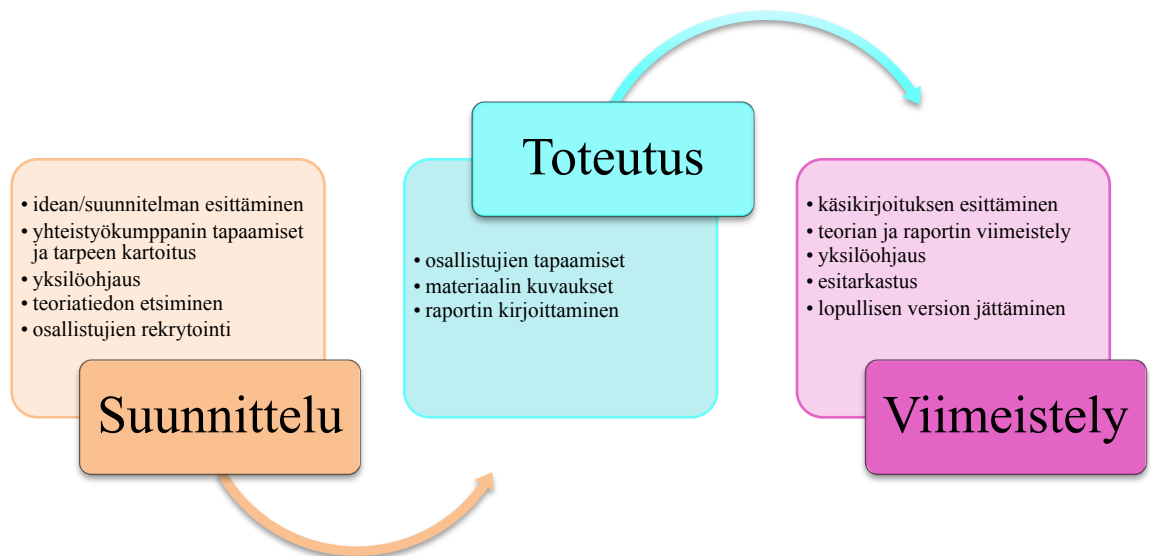 • idean/suunnitelman esittäminen
• yhteistyökumppanin tapaamiset
ja tarpeen kartoitus
• yksilöohjaus
• teoriatiedon etsiminen
• osallistujien rekrytointi
Suunnittelu
Toteutus
• osallistujien tapaamiset
• materiaalin kuvaukset
• raportin kirjoittaminen
• käsikirjoituksen esittäminen
• teorian ja raportin viimeistely
• yksilöohjaus
• esitarkastus
• lopullisen version jättäminen
Viimeistely